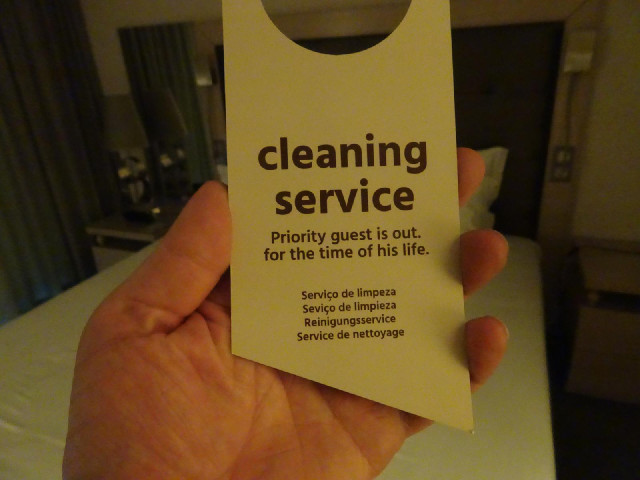 cleaning
service
Priority guest is out.
for the time of his life.
Serviço de limpeza
Seviço de limpieza
Reinigungsservice
Service de nettoyage